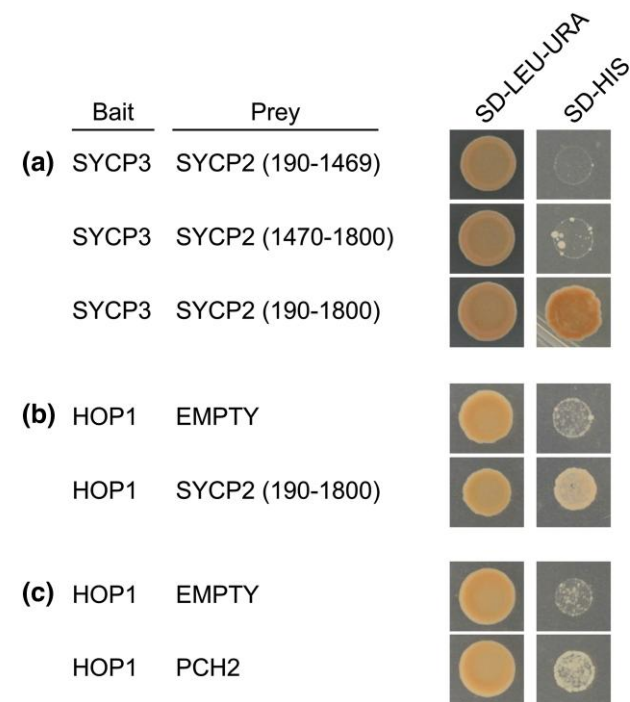 SD-LEU-URA
SD-HIS
Bait Prey
(a) SYCP3 SYCP2 (190-1469)
SYCP3 SYCP2 (1470-1800)
SYCP3 SYCP2 (190-1800)
(b) HOP1 EMPTY
HOP1 SYCP2 (190-1800)
(c) HOP1 EMPTY
HOP1 PCH2